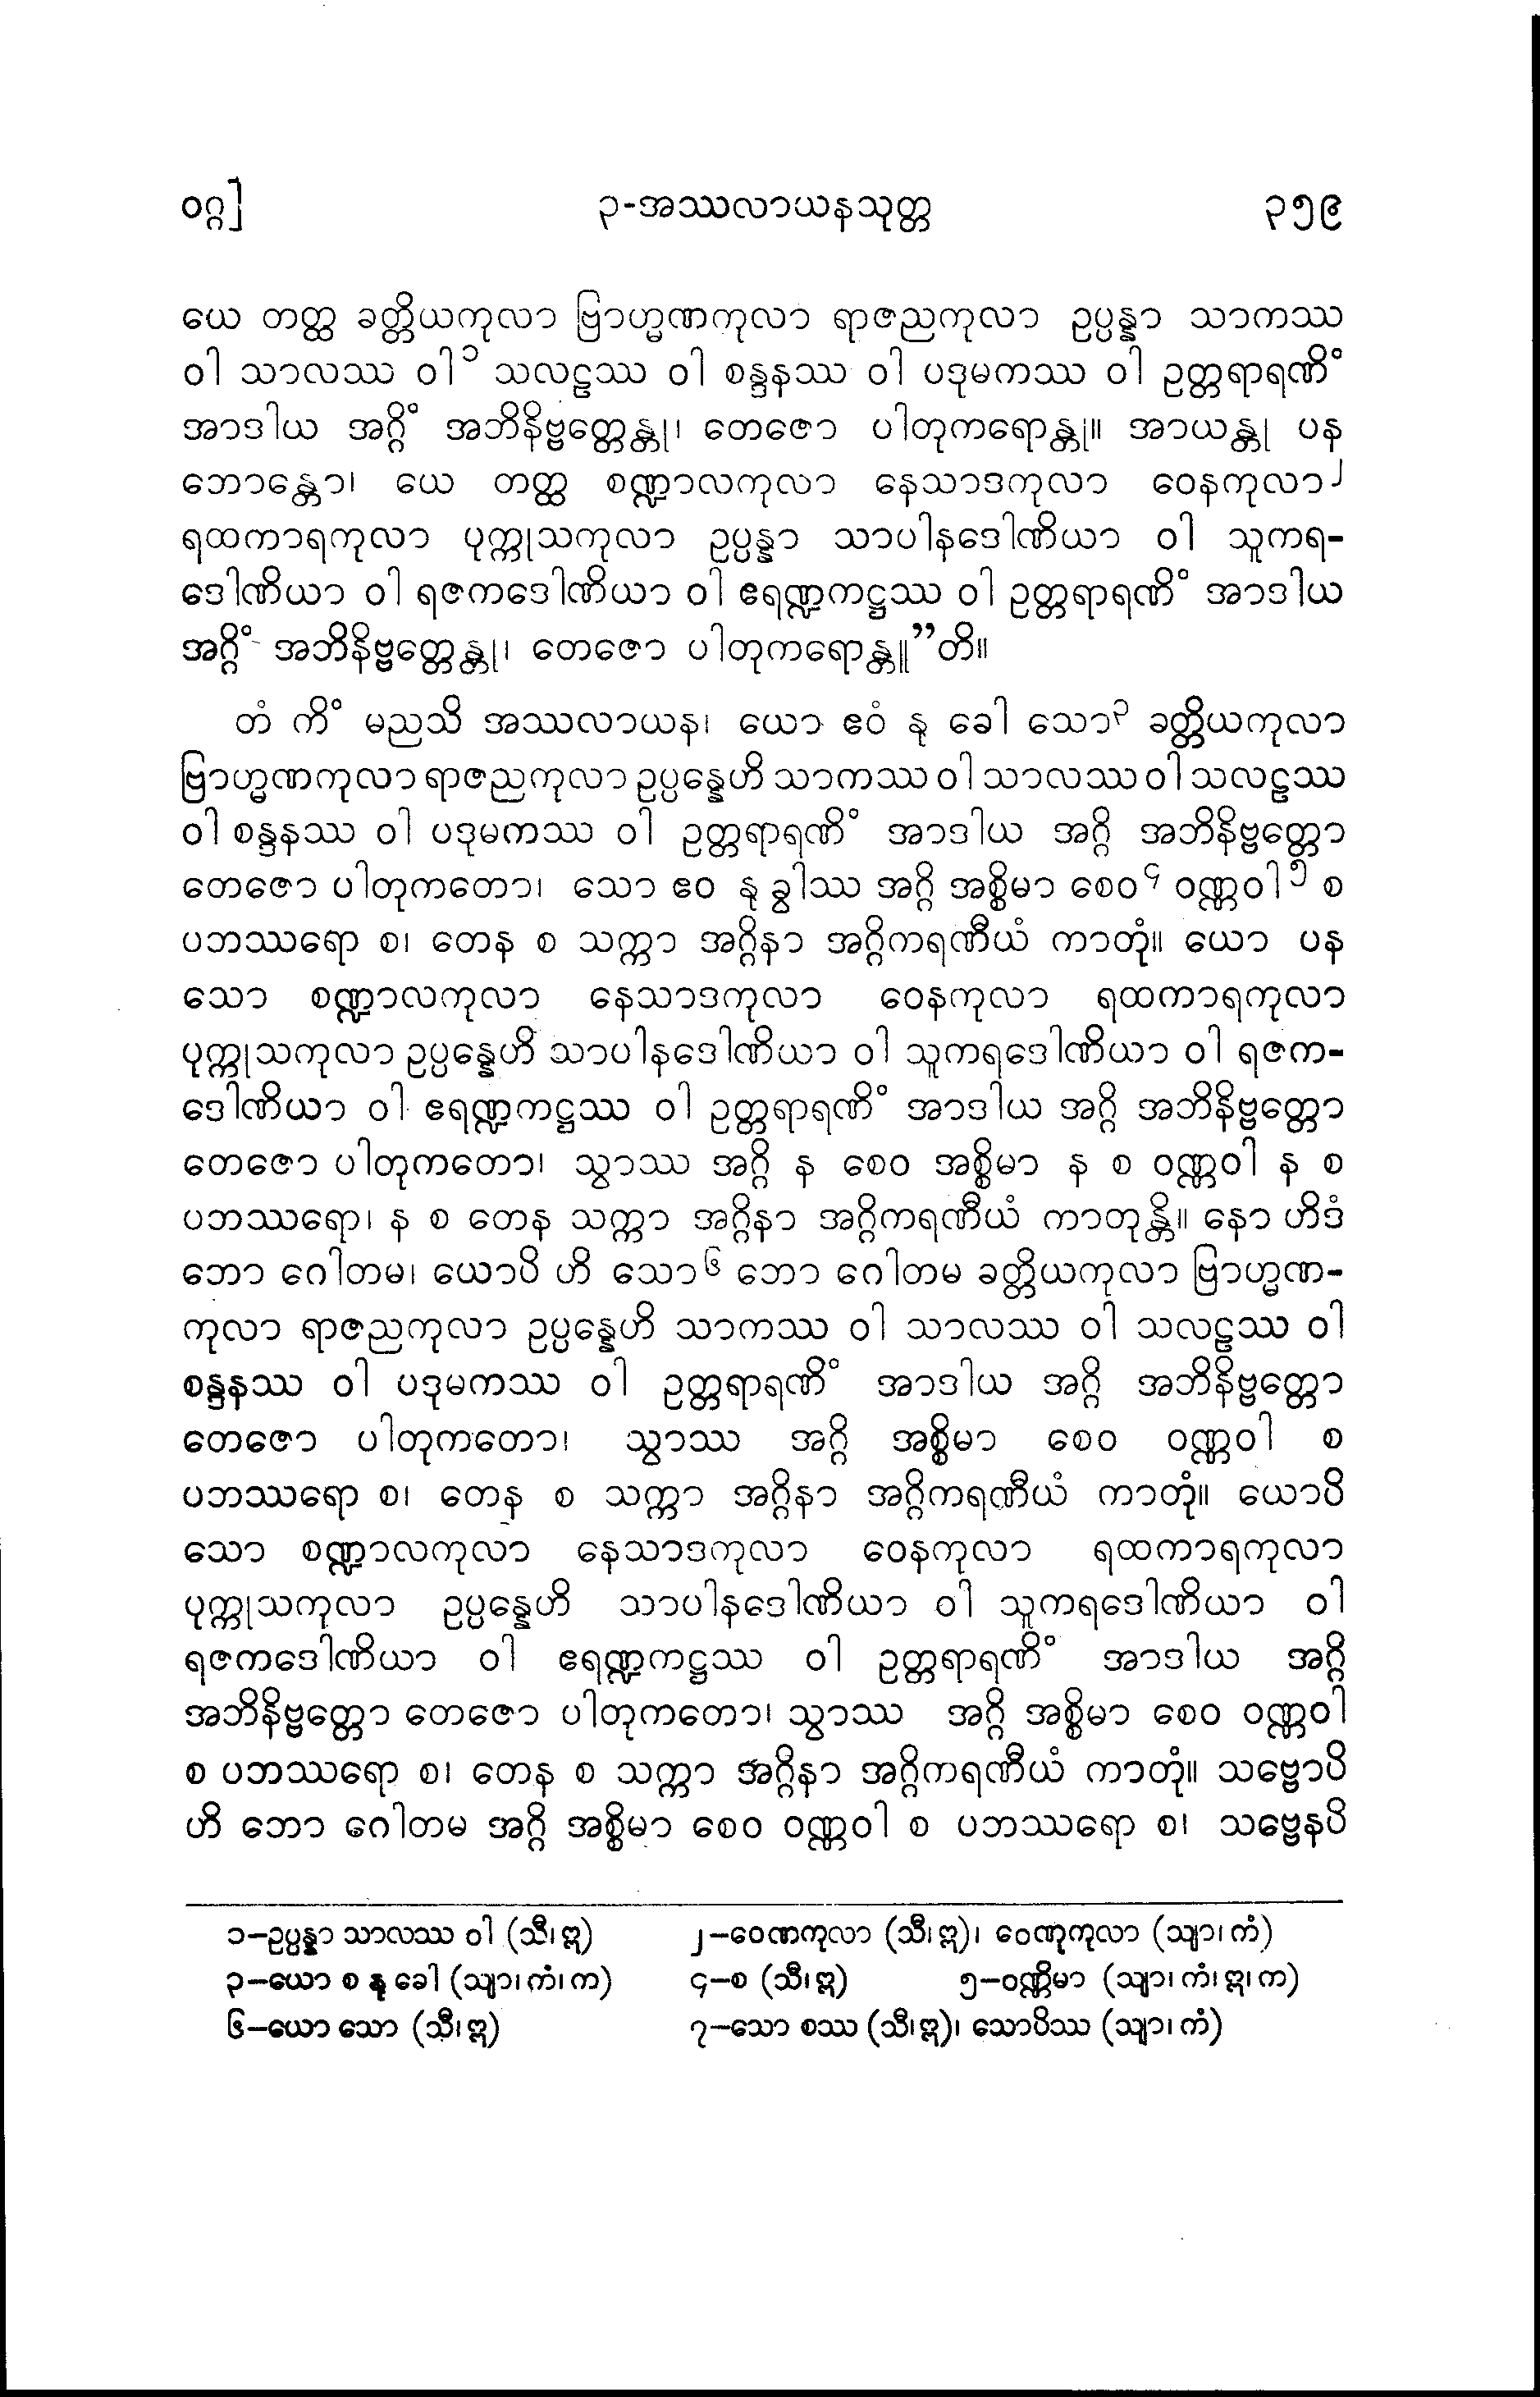 ဝဂ္ဂ] ၃-အဿလာယနသုတ္တ ၃၅၉
ယေ တတ္ထ ခတ္တိယကုလာ ဗြာဟ္မဏကုလာ ရာဇညကုလာ ဥပ္ပန္နာ သာကဿ
ဝါ သာလဿ ဝါ၁ သလဠဿ ဝါ စန္ဒနဿ ဝါ ပဒုမကဿ ဝါ ဥတ္တရာရဏိံ
အာဒါယ အဂ္ဂိံ အဘိနိဗ္ဗတ္တေန္တု၊ တေဇော ပါတုကရောန္တု။ အာယန္တု ပန
ဘောန္တော၊ ယေ တတ္ထ စဏ္ဍာလကုလာ နေသာဒကုလာ ဝေနကုလာ၂
ရထကာရကုလာ ပုက္ကုသကုလာ ဥပ္ပန္နာ သာပါနဒေါဏိယာ ဝါ သူကရ-
ဒေါဏိယာ ဝါ ရဇကဒေါဏိယာ ဝါ ဧရဏ္ဍကဋ္ဌဿ ဝါ ဥတ္တရာရဏိံ အာဒါယ
အဂ္ဂိံ အဘိနိဗ္ဗတ္တေန္တု၊ တေဇော ပါတုကရောန္တူ”တိ။
တံ ကိံ မညသိ အဿလာယန၊ ယော ဧဝံ နု ခေါ သော၃ ခတ္တိယကုလာ
ဗြာဟ္မဏကုလာ ရာဇညကုလာ ဥပ္ပန္နေဟိ သာကဿ ဝါ သာလဿ ဝါ သလဠဿ
ဝါ စန္ဒနဿ ဝါ ပဒုမကဿ ဝါ ဥတ္တရာရဏိံ အာဒါယ အဂ္ဂိ အဘိနိဗ္ဗတ္တော
တေဇော ပါတုကတော၊ သော ဧဝ နု ခွါဿ အဂ္ဂိ အစ္စိမာ စေဝ၄ ဝဏ္ဏဝါ၅ စ
ပဘဿရော စ၊ တေန စ သက္ကာ အဂ္ဂိနာ အဂ္ဂိကရဏီယံ ကာတုံ။ ယော ပန
သော စဏ္ဍာလကုလာ နေသာဒကုလာ ဝေနကုလာ ရထကာရကုလာ
ပုက္ကုသကုလာ ဥပ္ပန္နေဟိ သာပါနဒေါဏိယာ ဝါ သူကရဒေါဏိယာ ဝါ ရဇက-
ဒေါဏိယာ ဝါ ဧရဏ္ဍကဋ္ဌဿ ဝါ ဥတ္တရာရဏိံ အာဒါယ အဂ္ဂိ အဘိနိဗ္ဗတ္တော
တေဇော ပါတုကတော၊ သွာဿ အဂ္ဂိ န စေဝ အစ္စိမာ န စ ဝဏ္ဏဝါ န စ
ပဘဿရော၊ န စ တေန သက္ကာ အဂ္ဂိနာ အဂ္ဂိကရဏီယံ ကာတုန္တိ။ နော ဟိဒံ
ဘော ဂေါတမ၊ ယောပိ ဟိ သော၆ ဘော ဂေါတမ ခတ္တိယကုလာ ဗြာဟ္မဏ-
ကုလာ ရာဇညကုလာ ဥပ္ပန္နေဟိ သာကဿ ဝါ သာလဿ ဝါ သလဠဿ ဝါ
စန္ဒနဿ ဝါ ပဒုမကဿ ဝါ ဥတ္တရာရဏိံ အာဒါယ အဂ္ဂိ အဘိနိဗ္ဗတ္တော
တေဇော ပါတုကတော၊ သွာဿ အဂ္ဂိ အစ္စိမာ စေဝ ဝဏ္ဏဝါ စ
ပဘဿရော စ၊ တေန စ သက္ကာ အဂ္ဂိနာ အဂ္ဂိကရဏီယံ ကာတုံ။ ယောပိ
သော စဏ္ဍာလကုလာ နေသာဒကုလာ ဝေနကုလာ ရထကာရကုလာ
ပုက္ကုသကုလာ ဥပ္ပန္နေဟိ သာပါနဒေါဏိယာ ဝါ သူကရဒေါဏိယာ ဝါ
ရဇကဒေါဏိယာ ဝါ ဧရဏ္ဍကဋ္ဌဿ ဝါ ဥတ္တရာရဏိံ အာဒါယ အဂ္ဂိ
အဘိနိဗ္ဗတ္တော တေဇော ပါတုကတော၊ သွာဿ အဂ္ဂိ အစ္စိမာ စေဝ ဝဏ္ဏဝါ
စ ပဘဿရော စ၊ တေန စ သက္ကာ အဂ္ဂိနာ အဂ္ဂိကရဏီယံ ကာတုံ။ သဗ္ဗောပိ
ဟိ ဘော ဂေါတမ အဂ္ဂိ အစ္စိမာ စေဝ ဝဏ္ဏဝါ စ ပဘဿရော စ၊ သဗ္ဗေနပိ
၁–ဥပ္ပန္နာ သာလဿ ဝါ (သီ၊ ဣ) ၂–ဝေဏကုလာ (သီ၊ ဣ)၊ ဝေဏုကုလာ (သျာ၊ ကံ)
၃–ယော စ နု ခေါ (သျာ၊ ကံ၊ က) ၄–စ (သီ၊ ဣ) ၅–ဝဏ္ဏိမာ (သျာ၊ ကံ၊ ဣ၊ က)
၆–ယော သော (သီ၊ ဣ) ၇–သော စဿ (သီ၊ ဣ)၊ သောပိဿ (သျာ၊ ကံ)